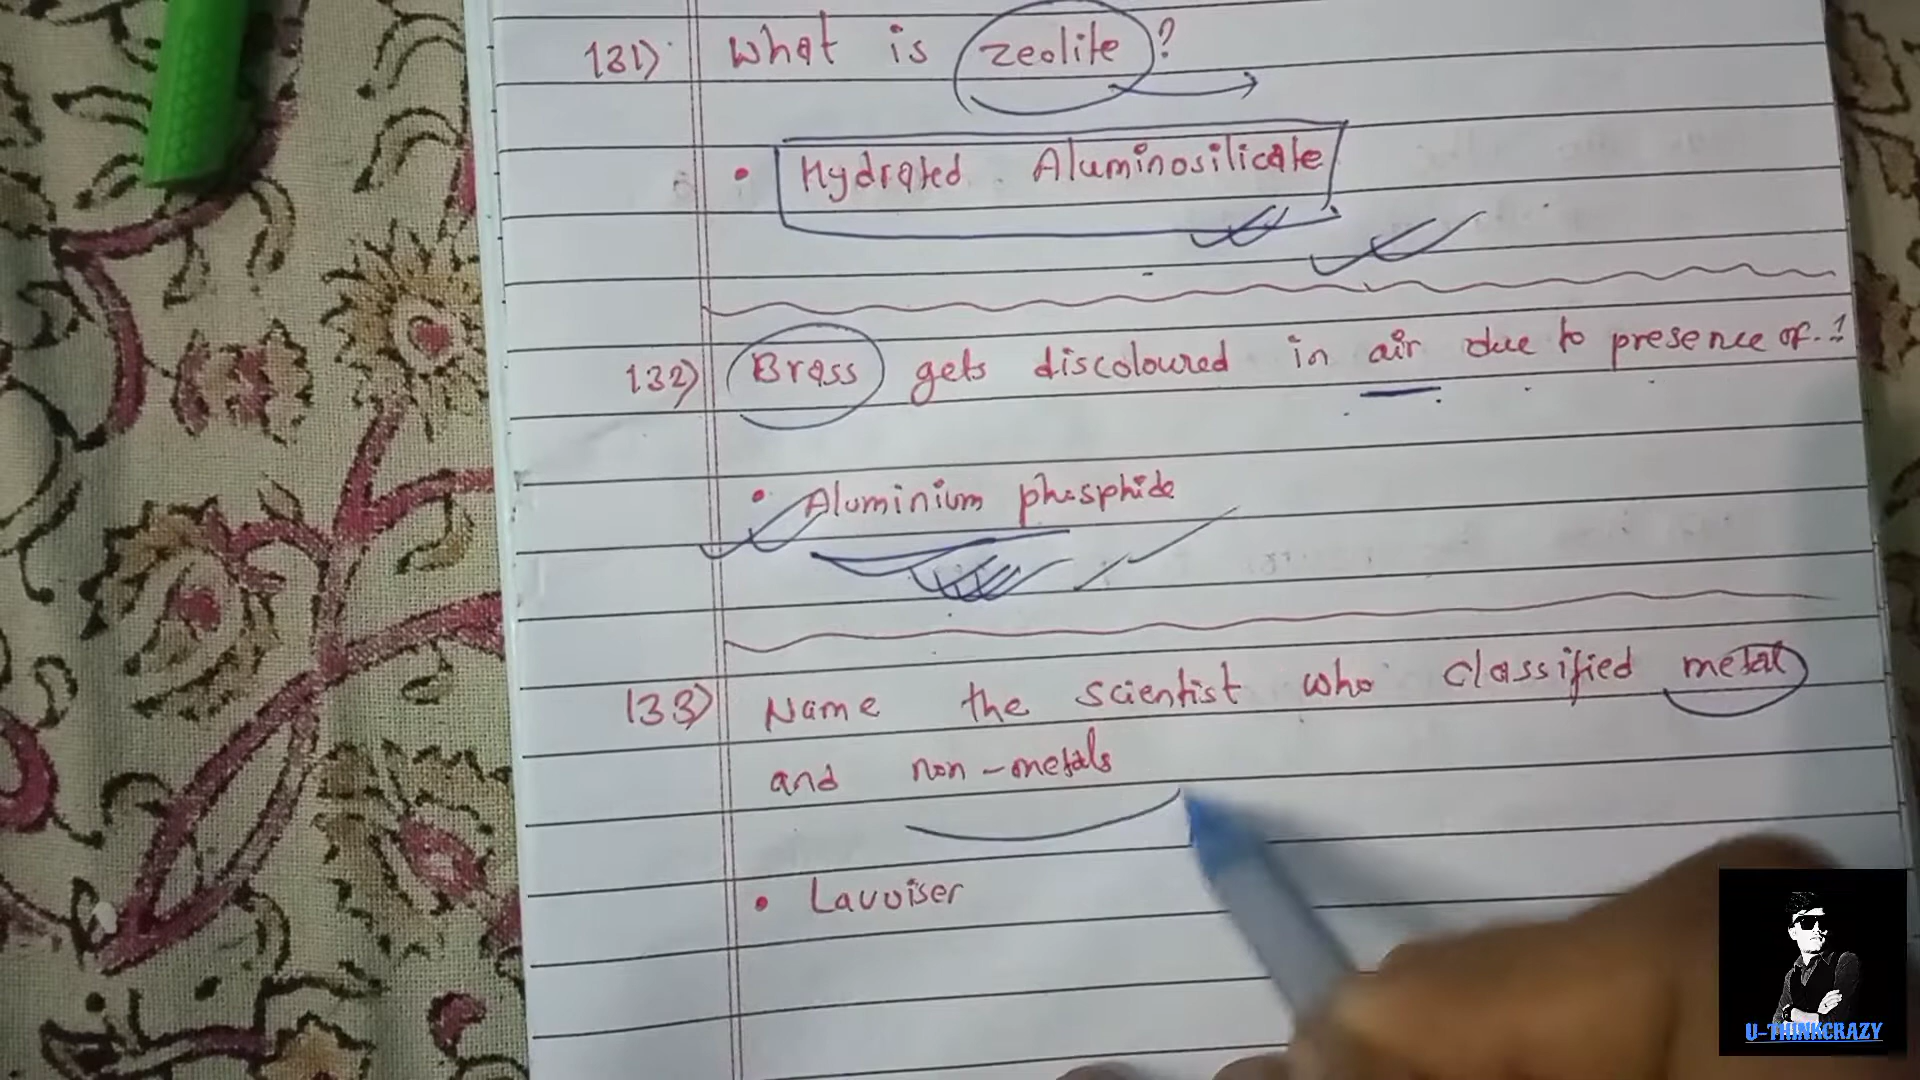 131) What is zeolite ?
• Hydrated Aluminosilicate
132) Brass gets discoloured in air due to presence of..?
• Aluminium phosphide
133) Name the scientist who classified metal
and non-metals
• Lavoiser
U-THINKCRAZY